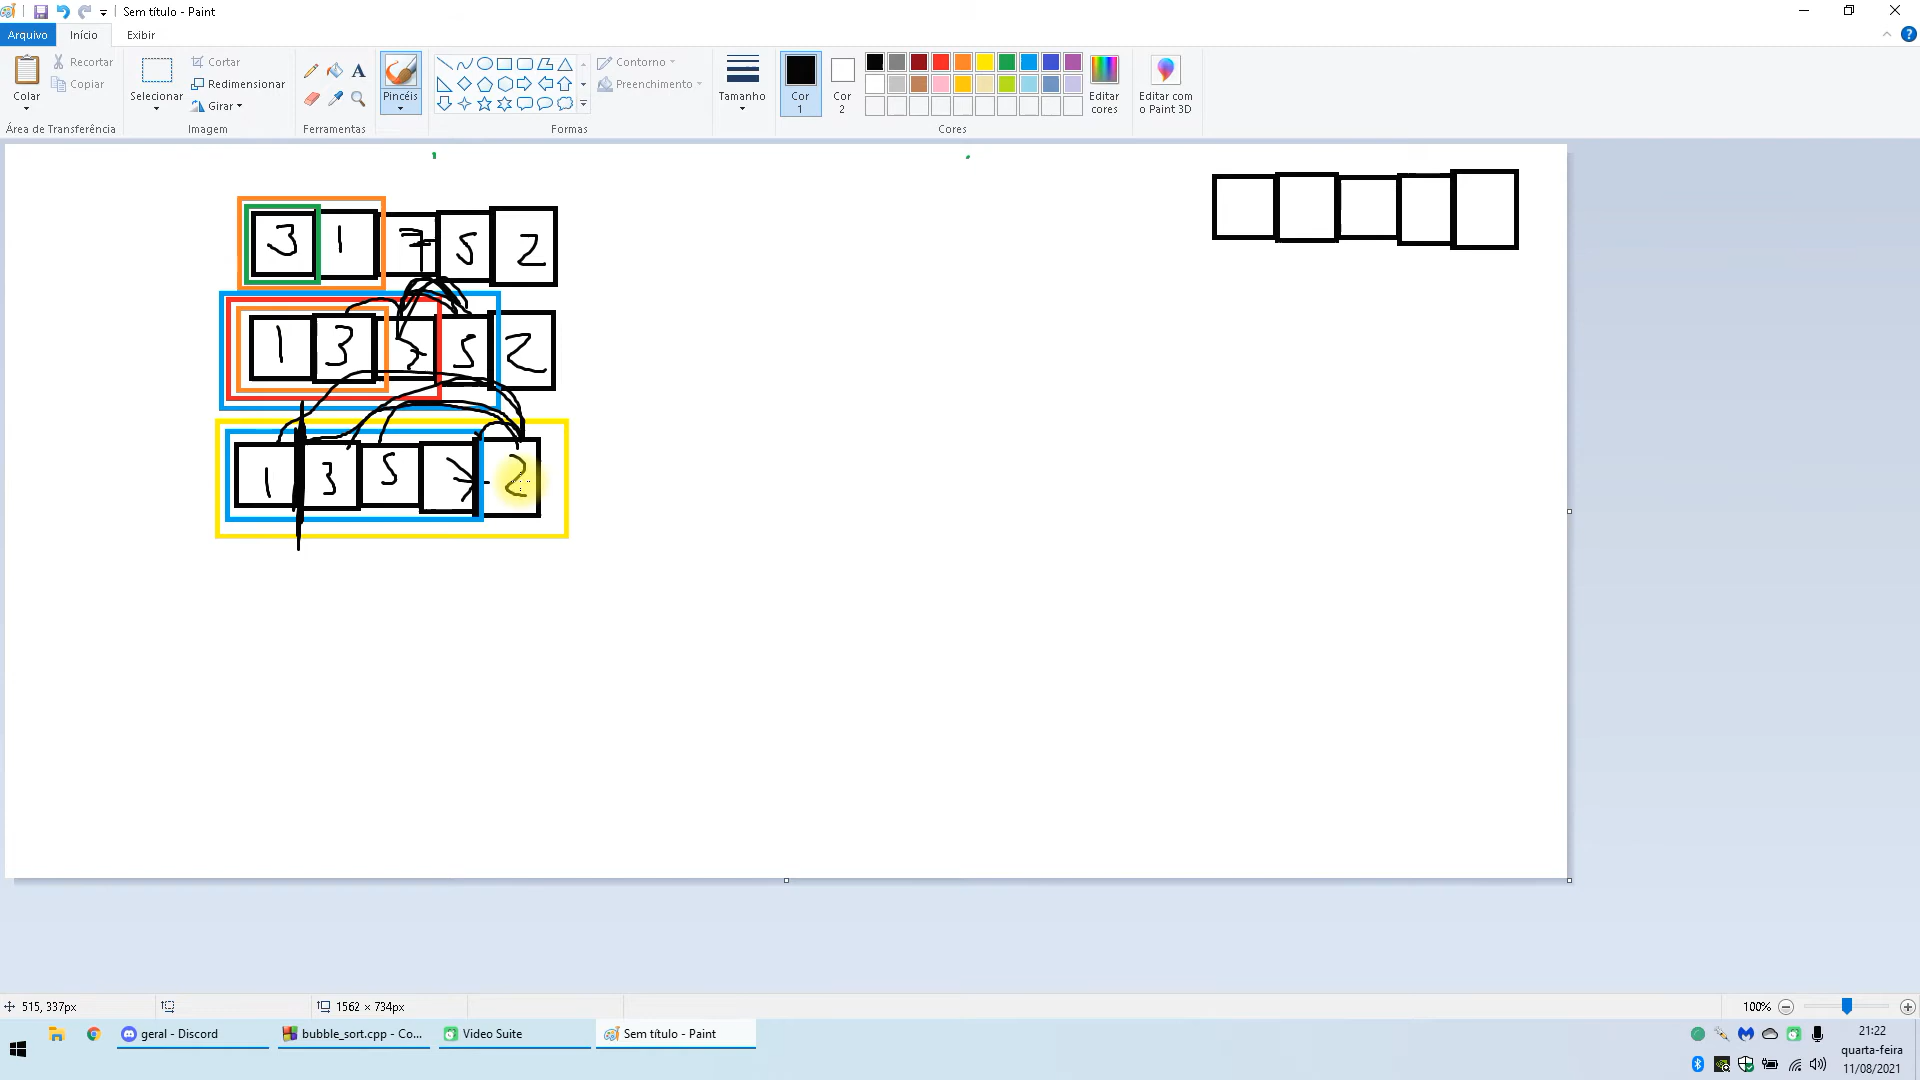 Sem título - Paint
Arquivo Início Exibir
Colar
Recortar
Copiar
Área de Transferência
Selecionar
Cortar
Redimensionar
Girar
Imagem
Ferramentas
Pincéis
Contorno
Preenchimento
Formas
Tamanho
Cor 1
Cor 2
Editar cores
Cores
Editar com o Paint 3D
3 1 7 5 2
1 3 7 5 2
1 3 5 7 2
515, 337px
1562 × 734px
100%
geral - Discord
bubble_sort.cpp - Co...
Video Suite
Sem título - Paint
21:22
quarta-feira
11/08/2021